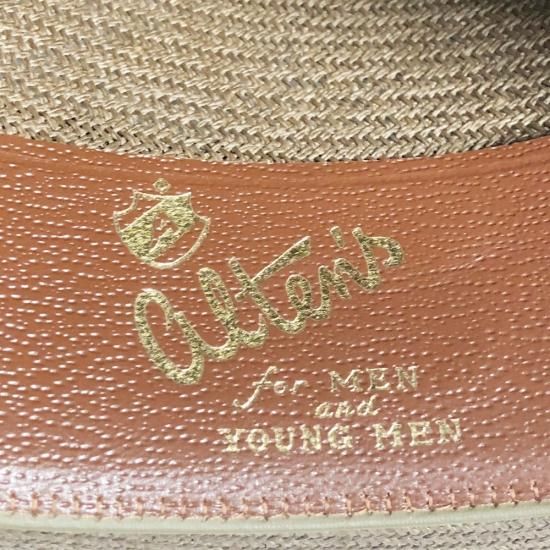 A
Alten's
for MEN
and
YOUNG MEN